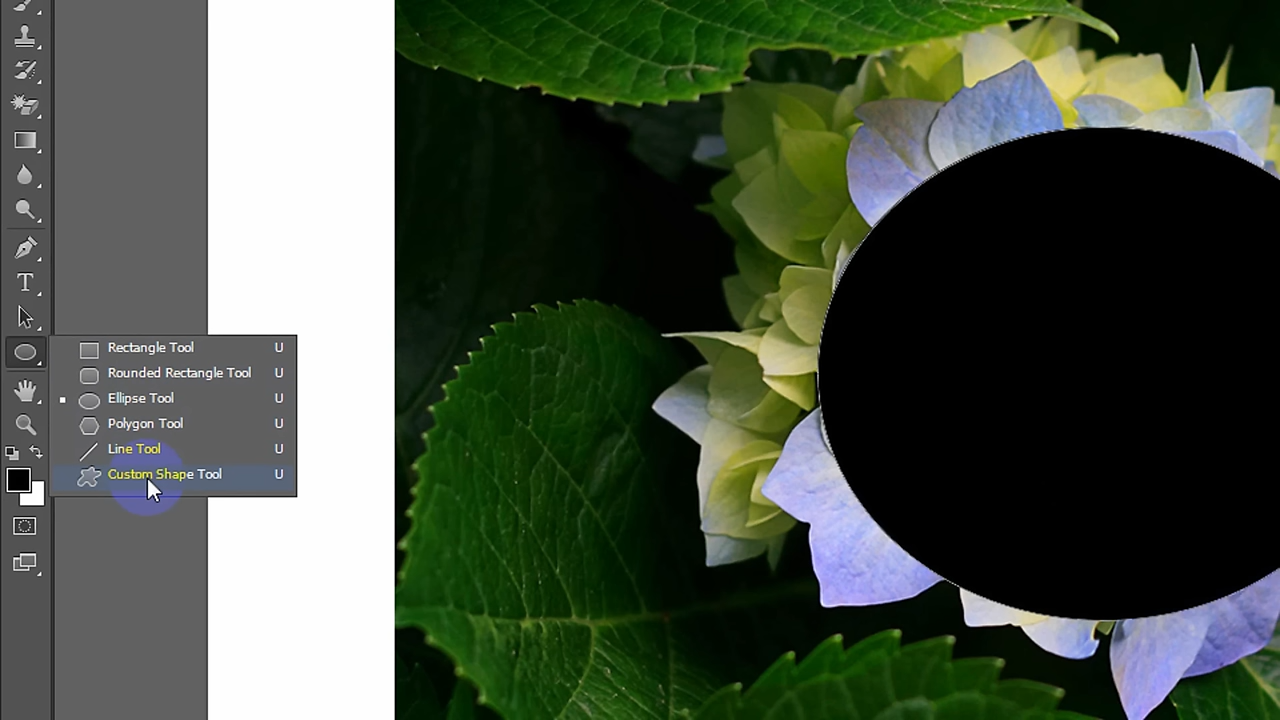 Rectangle Tool U
Rounded Rectangle Tool U
Ellipse Tool U
Polygon Tool U
Line Tool U
Custom Shape Tool U